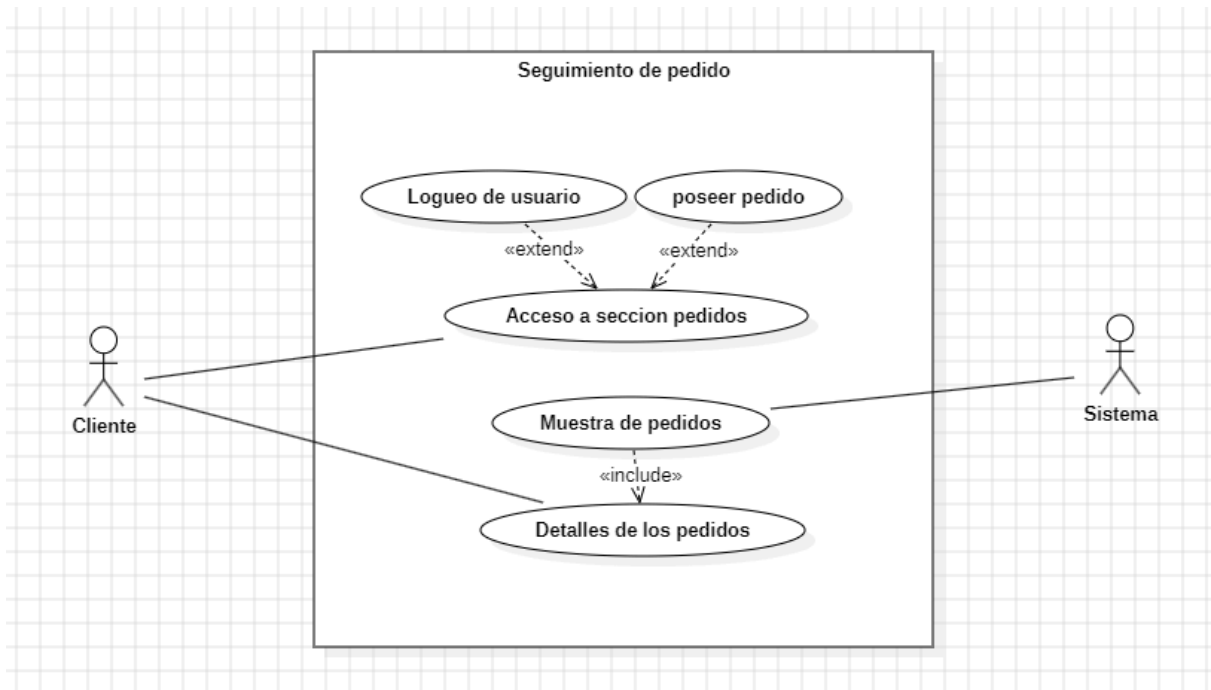 Seguimiento de pedido
Logueo de usuario
poseer pedido
«extend»
«extend»
Acceso a seccion pedidos
Cliente
Sistema
Muestra de pedidos
«include»
Detalles de los pedidos